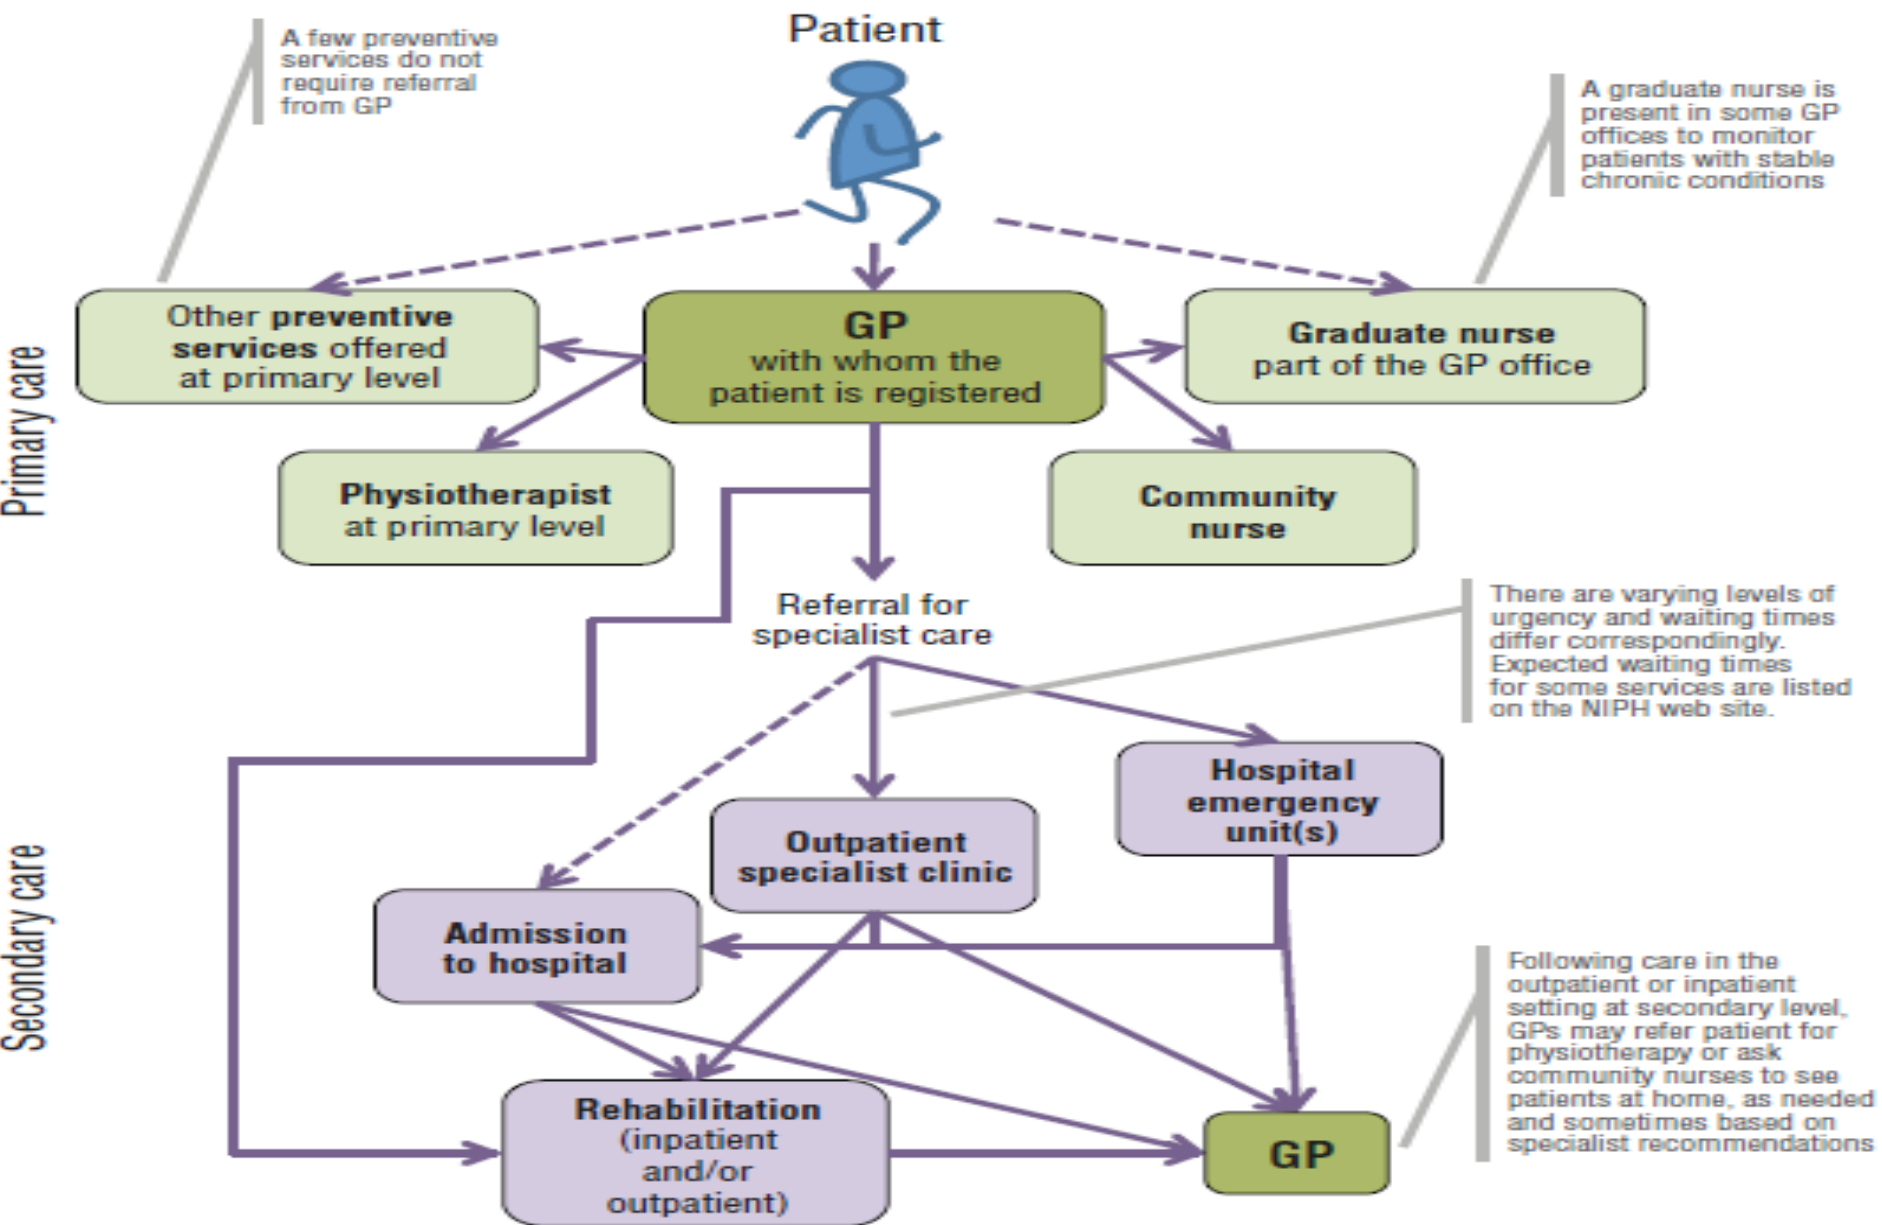 Patient
A few preventive
services do not
require referral
from GP
A graduate nurse is
present in some GP
offices to monitor
patients with stable
chronic conditions
Primary care
Other preventive
services offered
at primary level
GP
with whom the
patient is registered
Graduate nurse
part of the GP office
Physiotherapist
at primary level
Community
nurse
Referral for
specialist care
There are varying levels of
urgency and waiting times
differ correspondingly.
Expected waiting times
for some services are listed
on the NIPH web site.
Secondary care
Hospital
emergency
unit(s)
Outpatient
specialist clinic
Admission
to hospital
Following care in the
outpatient or inpatient
setting at secondary level,
GPs may refer patient for
physiotherapy or ask
community nurses to see
patients at home, as needed
and sometimes based on
specialist recommendations
Rehabilitation
(inpatient
and/or
outpatient)
GP